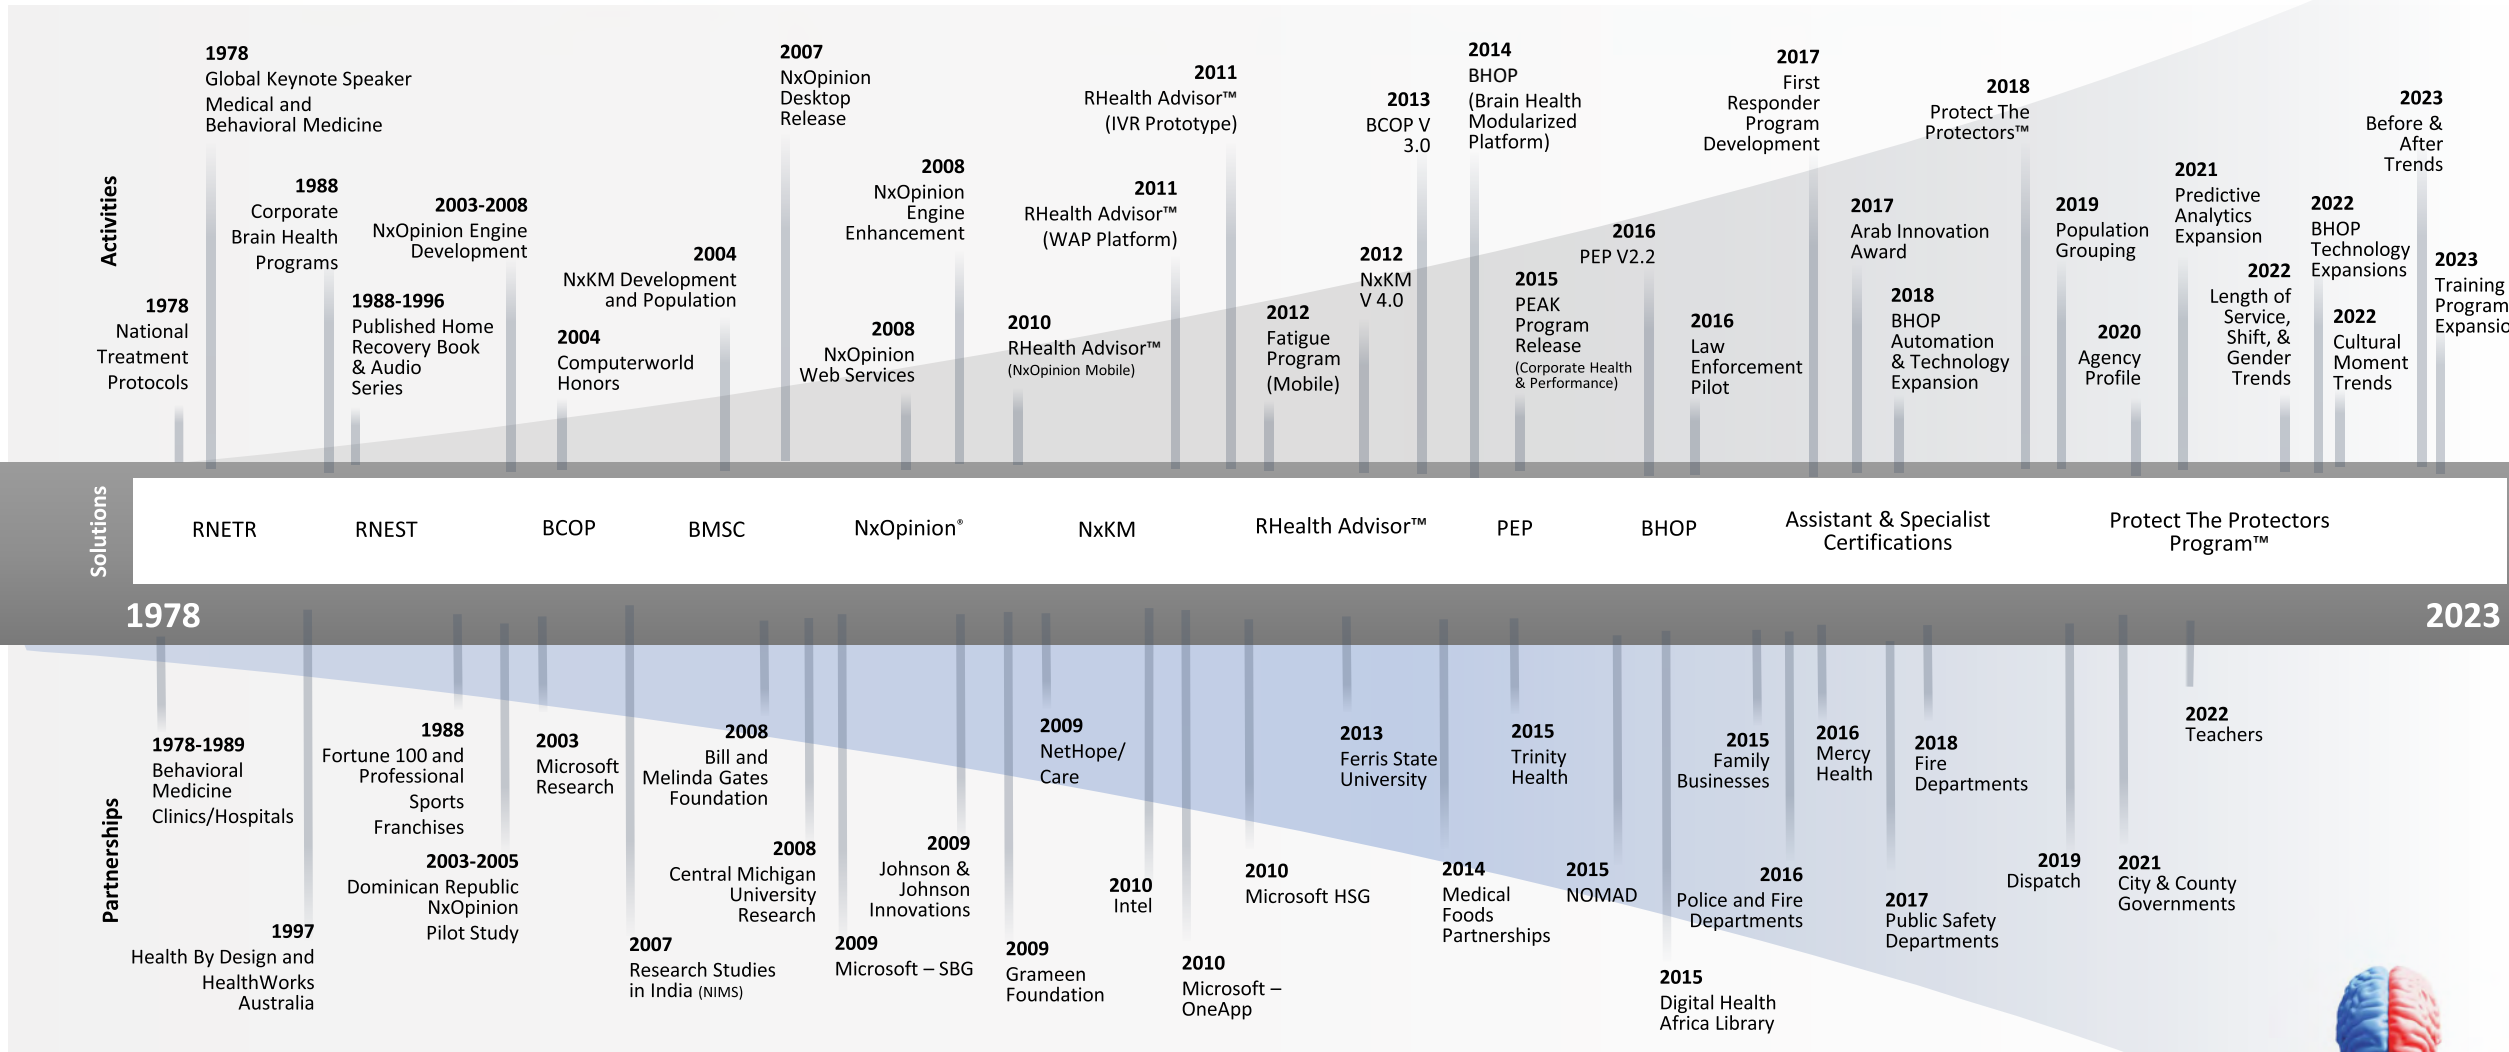 Activities
1978
National
Treatment
Protocols
1978
Global Keynote Speaker
Medical and
Behavioral Medicine
1988
Corporate
Brain Health
Programs
1988-1996
Published Home
Recovery Book
& Audio
Series
2003-2008
NxOpinion Engine
Development
2004
Computerworld
Honors
2004
NxKM Development
and Population
2007
NxOpinion
Desktop
Release
2008
NxOpinion
Web Services
2008
NxOpinion
Engine
Enhancement
2010
RHealth Advisor™
(NxOpinion Mobile)
2011
RHealth Advisor™
(WAP Platform)
2011
RHealth Advisor™
(IVR Prototype)
2012
Fatigue
Program
(Mobile)
2012
NxKM
V 4.0
2013
BCOP V
3.0
2014
BHOP
(Brain Health
Modularized
Platform)
2015
PEAK
Program
Release
(Corporate Health
& Performance)
2016
PEP V2.2
2016
Law
Enforcement
Pilot
2017
First
Responder
Program
Development
2017
Arab Innovation
Award
2018
BHOP
Automation
& Technology
Expansion
2018
Protect The
Protectors™
2019
Population
Grouping
2020
Agency
Profile
2021
Predictive
Analytics
Expansion
2022
Length of
Service,
Shift, &
Gender
Trends
2022
BHOP
Technology
Expansions
2022
Cultural
Moment
Trends
2023
Before &
After
Trends
2023
Training
Program
Expansio
Solutions
RNETR
RNEST
BCOP
BMSC
NxOpinion®
NxKM
RHealth Advisor™
PEP
BHOP
Assistant & Specialist
Certifications
Protect The Protectors
Program™
1978
2023
Partnerships
1978-1989
Behavioral
Medicine
Clinics/Hospitals
1997
Health By Design and
HealthWorks
Australia
1988
Fortune 100 and
Professional
Sports
Franchises
2003-2005
Dominican Republic
NxOpinion
Pilot Study
2003
Microsoft
Research
2007
Research Studies
in India (NIMS)
2008
Bill and
Melinda Gates
Foundation
2008
Central Michigan
University
Research
2009
Microsoft – SBG
2009
Johnson &
Johnson
Innovations
2009
Grameen
Foundation
2009
NetHope/
Care
2010
Intel
2010
Microsoft –
OneApp
2010
Microsoft HSG
2013
Ferris State
University
2014
Medical
Foods
Partnerships
2015
Trinity
Health
2015
NOMAD
2015
Digital Health
Africa Library
2015
Family
Businesses
2016
Police and Fire
Departments
2016
Mercy
Health
2017
Public Safety
Departments
2018
Fire
Departments
2019
Dispatch
2021
City & County
Governments
2022
Teachers